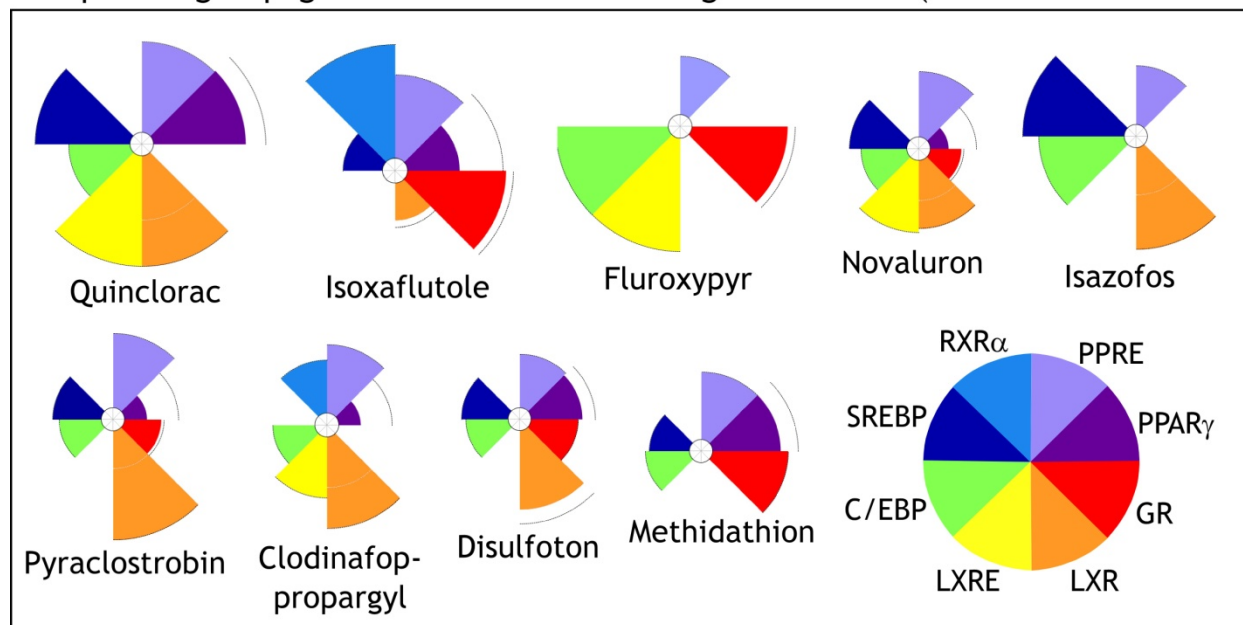 Quinclorac
Isoxaflutole
Fluroxypyr
Novaluron
Isazofos
Pyraclostrobin
Clodinafop-
propargyl
Disulfoton
Methidathion
RXRα
PPRE
SREBP
PPARγ
C/EBP
GR
LXRE
LXR